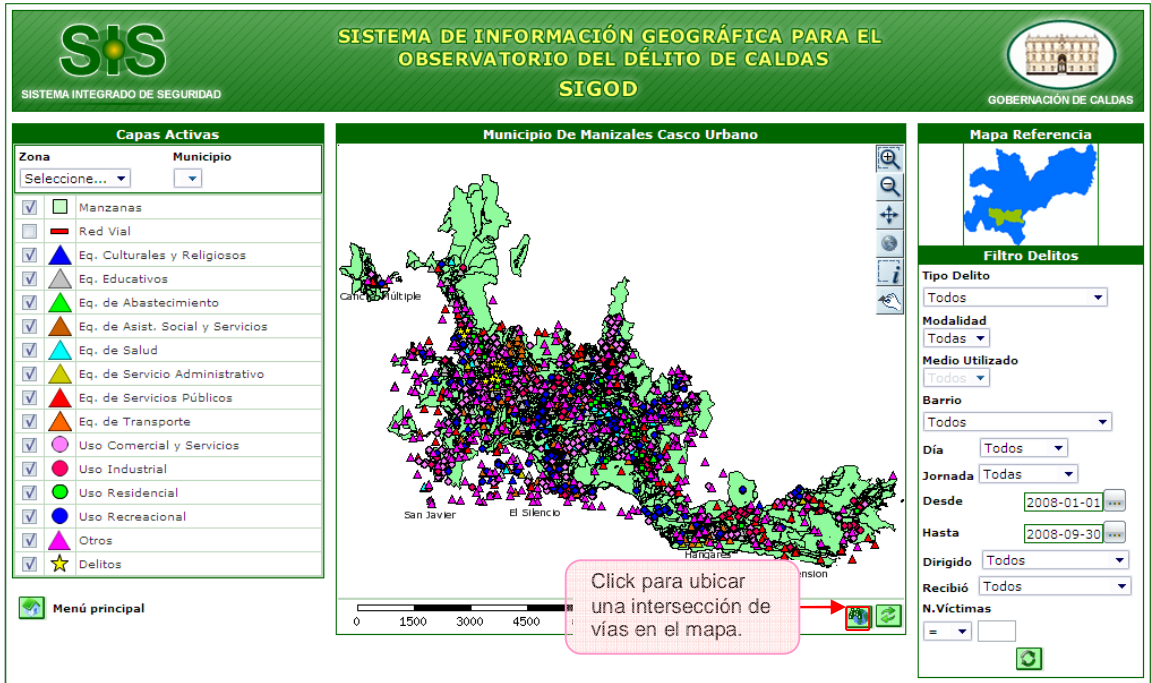 SIS
SISTEMA INTEGRADO DE SEGURIDAD
SISTEMA DE INFORMACIÓN GEOGRÁFICA PARA EL
OBSERVATORIO DEL DÉLITO DE CALDAS
SIGOD
GOBERNACIÓN DE CALDAS
Capas Activas
Zona Municipio
Seleccione...
Manzanas
Red Vial
Eq. Culturales y Religiosos
Eq. Educativos
Eq. de Abastecimiento
Eq. de Asist. Social y Servicios
Eq. de Salud
Eq. de Servicio Administrativo
Eq. de Servicios Públicos
Eq. de Transporte
Uso Comercial y Servicios
Uso Industrial
Uso Residencial
Uso Recreacional
Otros
Delitos
Menú principal
Municipio De Manizales Casco Urbano
Múltiple
San Javier
El Silencio
Hangares
0 1500 3000 4500
Click para ubicar
una intersección de
vías en el mapa.
Mapa Referencia
Filtro Delitos
Tipo Delito
Todos
Modalidad
Todas
Medio Utilizado
Todos
Barrio
Todos
Día Todos
Jornada Todas
Desde 2008-01-01 ...
Hasta 2008-09-30 ...
Dirigido Todos
Recibió Todos
N.Víctimas
=